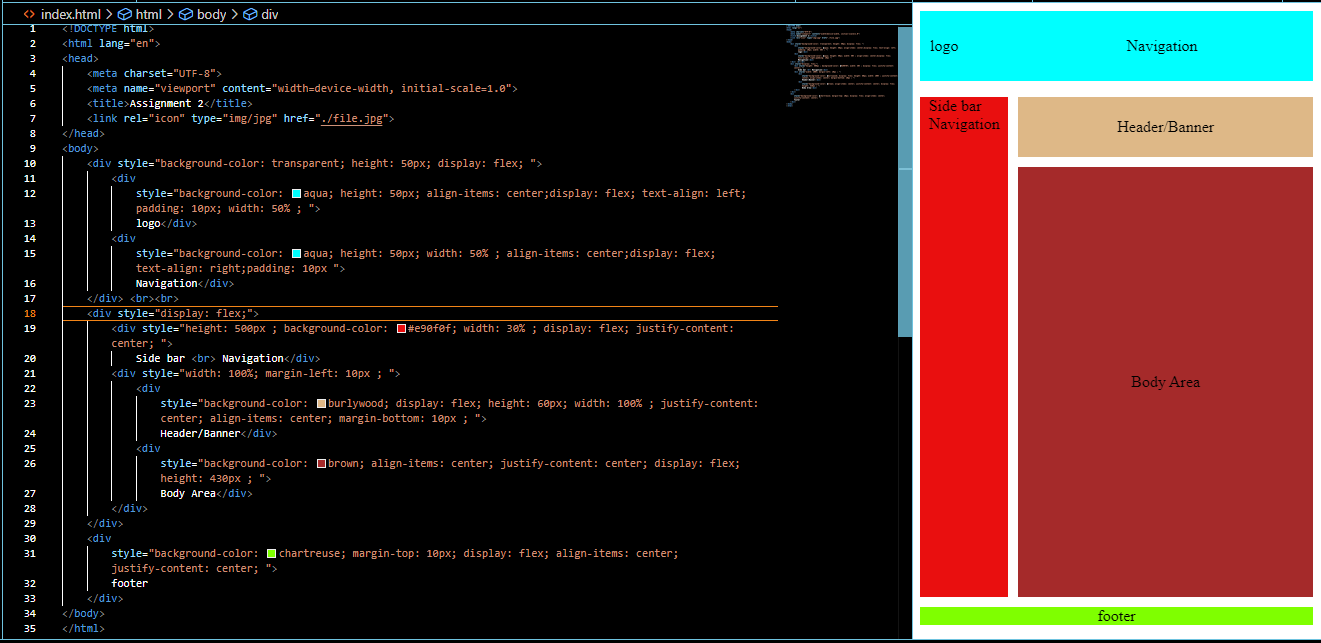 index.html > html > body > div
1 <!DOCTYPE html>
2 <html lang="en">
3 <head>
4 <meta charset="UTF-8">
5 <meta name="viewport" content="width=device-width, initial-scale=1.0">
6 <title>Assignment 2</title>
7 <link rel="icon" type="img/jpg" href="./file.jpg">
8 </head>
9 <body>
10 <div style="background-color: transparent; height: 50px; display: flex; ">
11 <div
12 style="background-color: aqua; height: 50px; align-items: center;display: flex; text-align: left;
padding: 10px; width: 50% ; ">
13 logo</div>
14 <div
15 style="background-color: aqua; height: 50px; width: 50% ; align-items: center;display: flex;
text-align: right;padding: 10px ">
16 Navigation</div>
17 </div> <br><br>
18 <div style="display: flex;">
19 <div style="height: 500px ; background-color: #e90f0f; width: 30% ; display: flex; justify-content:
center; ">
20 Side bar <br> Navigation</div>
21 <div style="width: 100%; margin-left: 10px ; ">
22 <div
23 style="background-color: burlywood; display: flex; height: 60px; width: 100% ; justify-content:
center; align-items: center; margin-bottom: 10px ; ">
24 Header/Banner</div>
25 <div
26 style="background-color: brown; align-items: center; justify-content: center; display: flex;
height: 430px ; ">
27 Body Area</div>
28 </div>
29 </div>
30 <div
31 style="background-color: chartreuse; margin-top: 10px; display: flex; align-items: center;
justify-content: center; ">
32 footer
33 </div>
34 </body>
35 </html>
logo
Navigation
Side bar
Navigation
Header/Banner
Body Area
footer